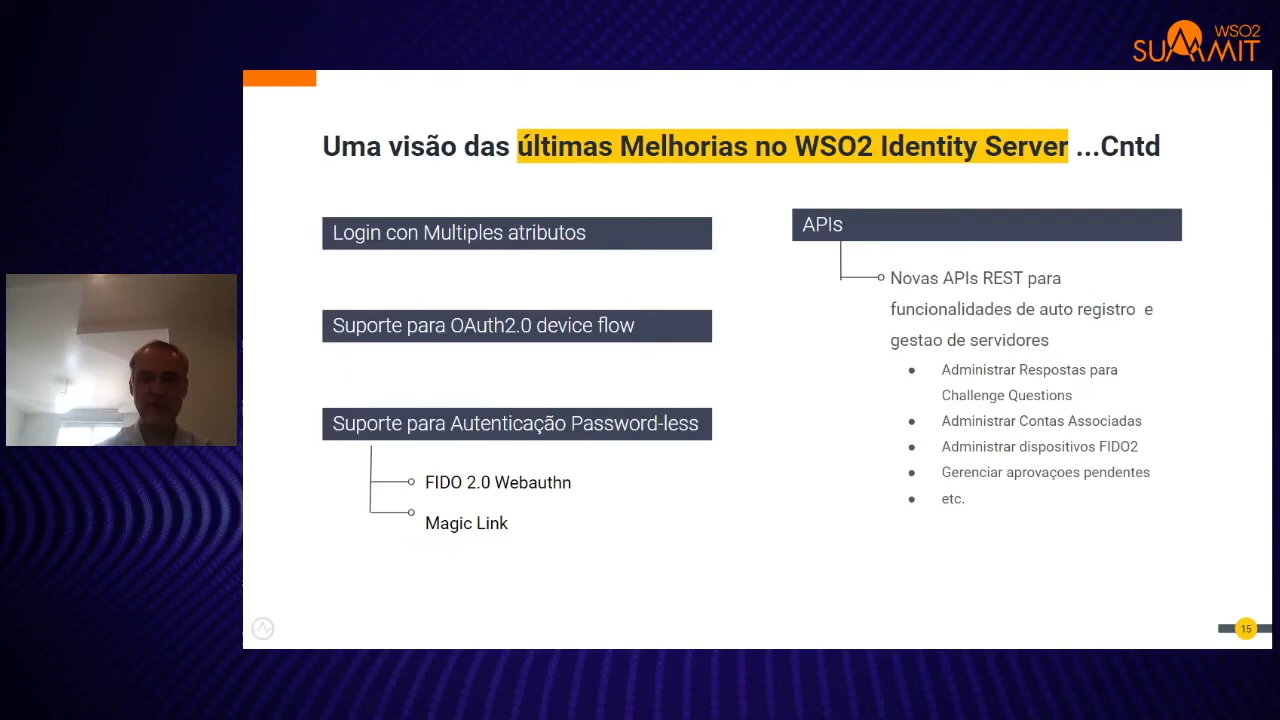 WSO2
SUMMIT
Uma visão das últimas Melhorias no WSO2 Identity Server ...Cntd
Login con Multiples atributos
Suporte para OAuth2.0 device flow
Suporte para Autenticação Password-less
FIDO 2.0 Webauthn
Magic Link
APIs
Novas APIs REST para
funcionalidades de auto registro e
gestao de servidores
Administrar Respostas para
Challenge Questions
Administrar Contas Associadas
Administrar dispositivos FIDO2
Gerenciar aprovaçoes pendentes
etc.
15